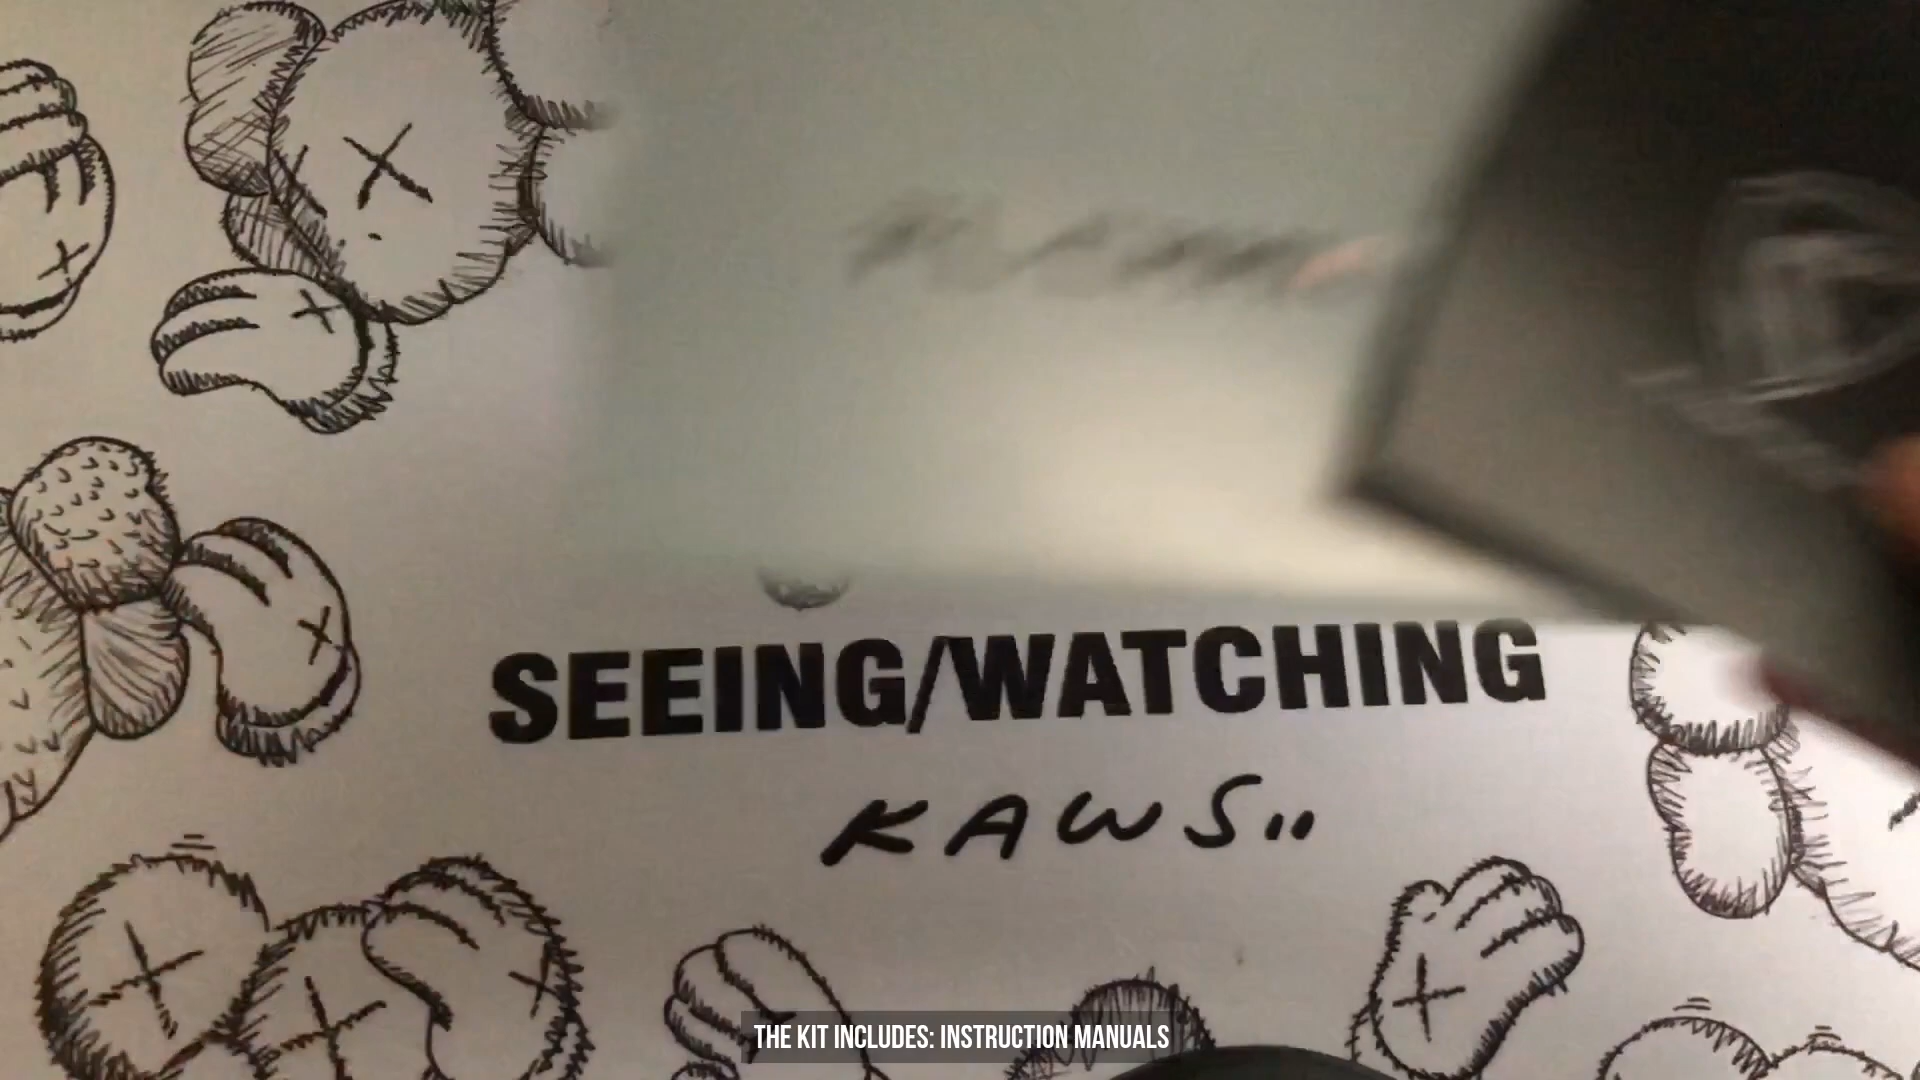 SEEING/WATCHING
KAWS..
THE KIT INCLUDES: INSTRUCTION MANUALS